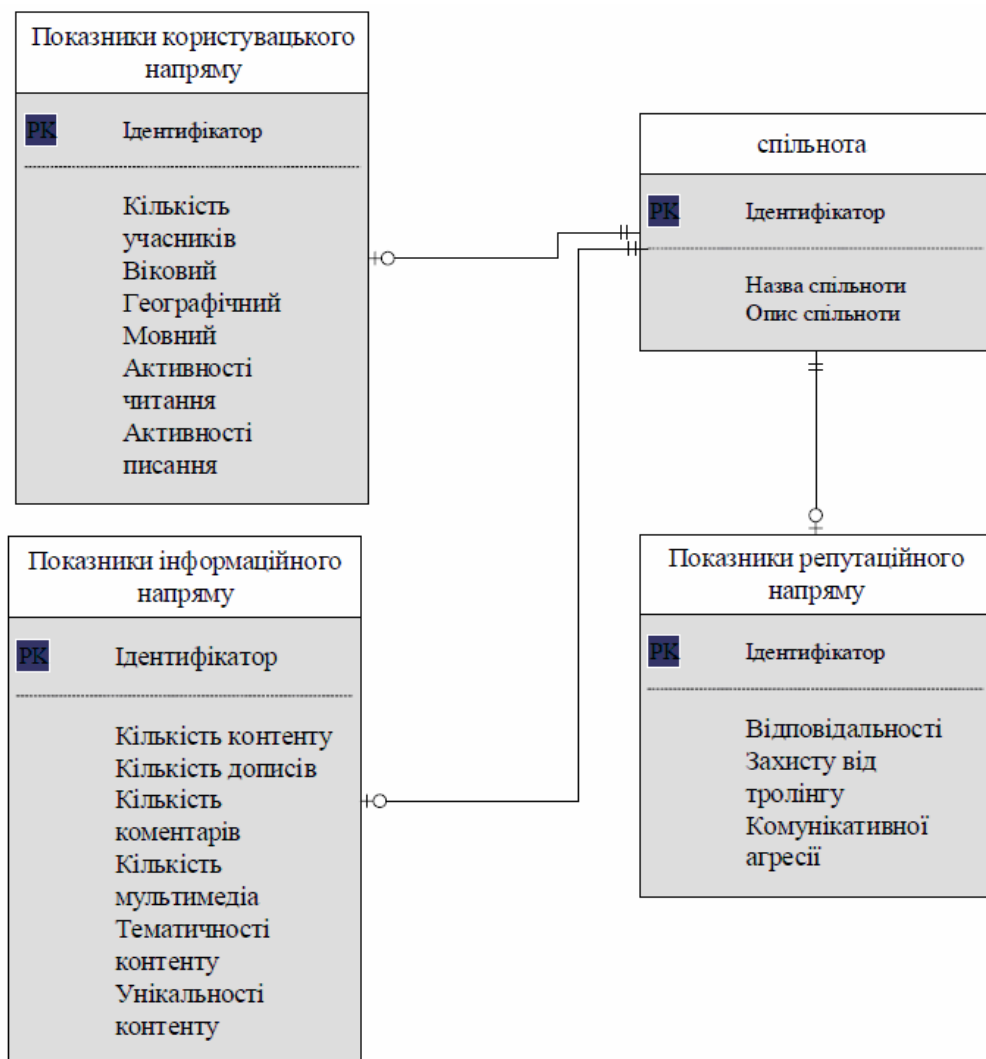 Показники користувацького
напряму
PK Ідентифікатор
Кількість
учасників
Віковий
Географічний
Мовний
Активності
читання
Активності
писання
спільнота
PK Ідентифікатор
Назва спільноти
Опис спільноти
Показники інформаційного
напряму
PK Ідентифікатор
Кількість контенту
Кількість дописів
Кількість
коментарів
Кількість
мультимедіа
Тематичності
контенту
Унікальності
контенту
Показники репутаційного
напряму
PK Ідентифікатор
Відповідальності
Захисту від
тролінгу
Комунікативної
агресії